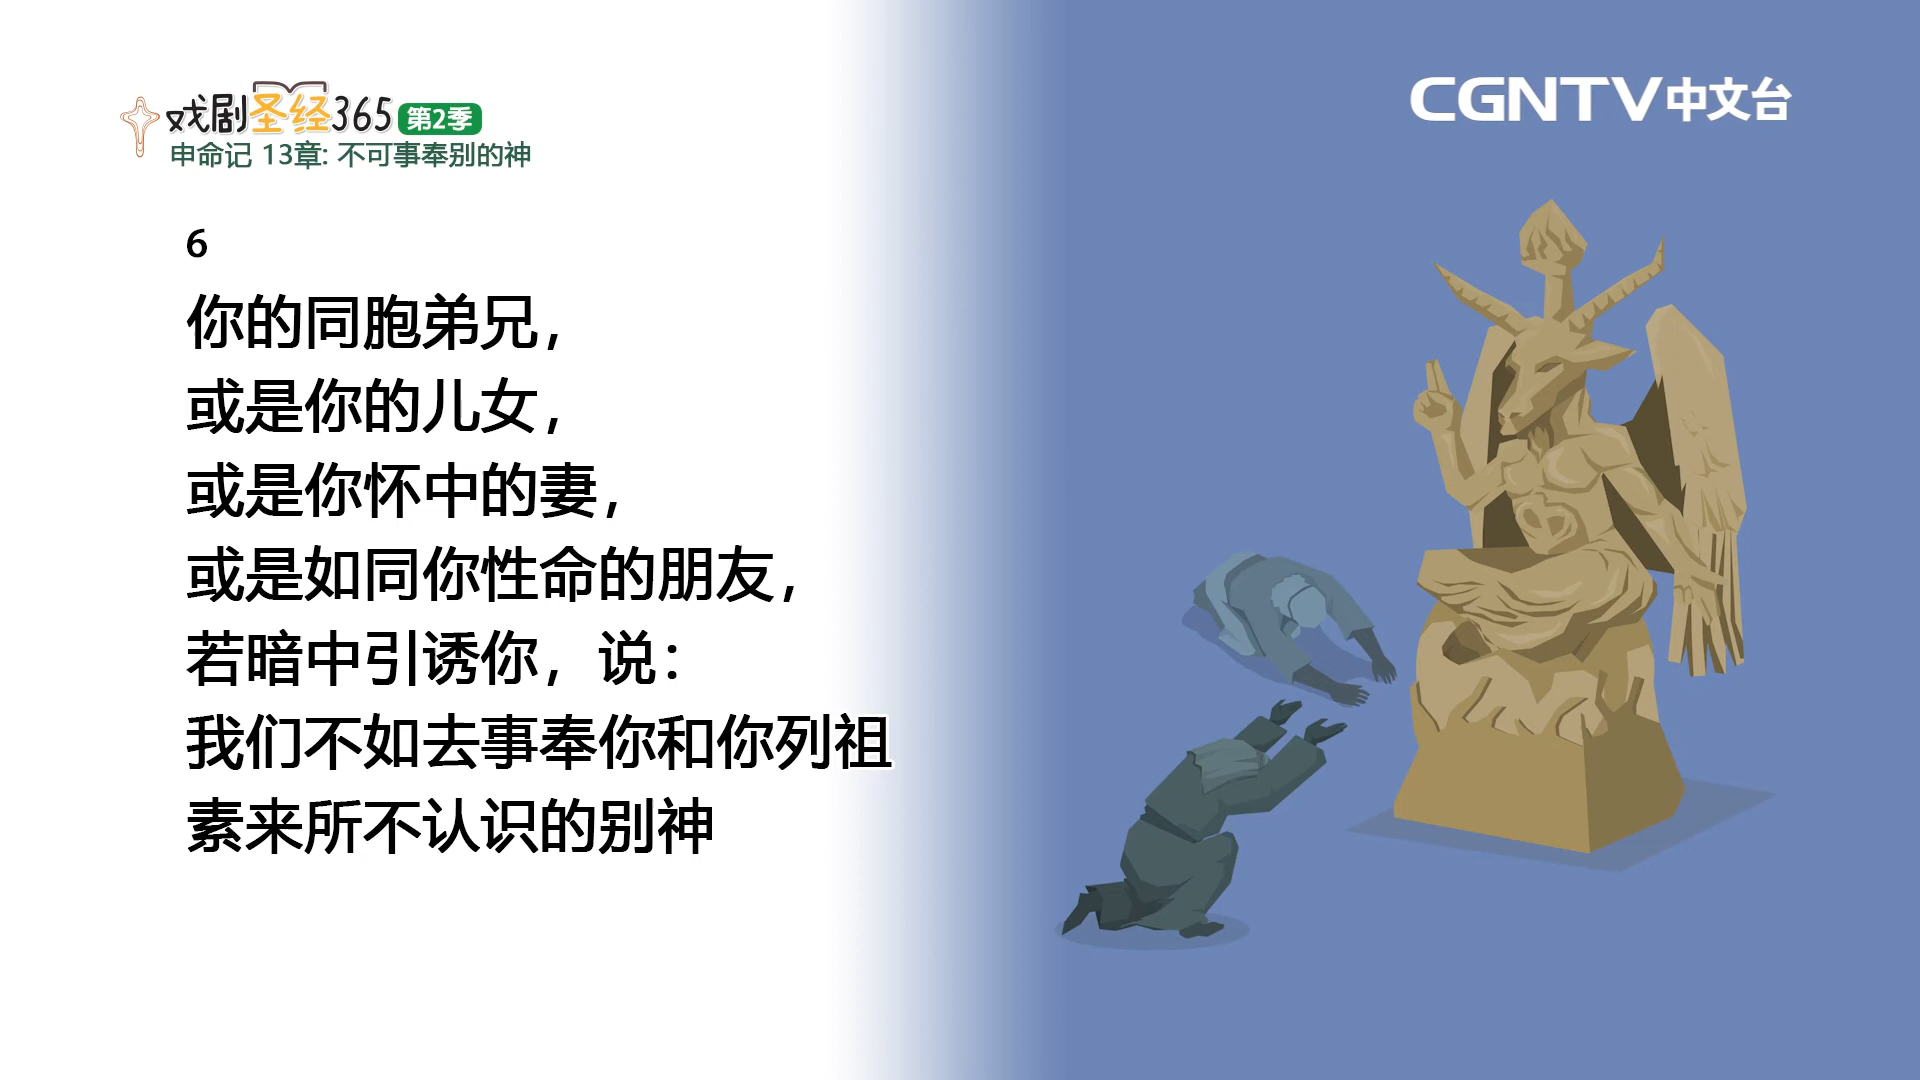 戏剧圣经365 第2季
申命记 13章: 不可事奉别的神
CGNTV中文台
6
你的同胞弟兄，
或是你的儿女，
或是你怀中的妻，
或是如同你性命的朋友，
若暗中引诱你，说：
我们不如去事奉你和你列祖
素来所不认识的别神